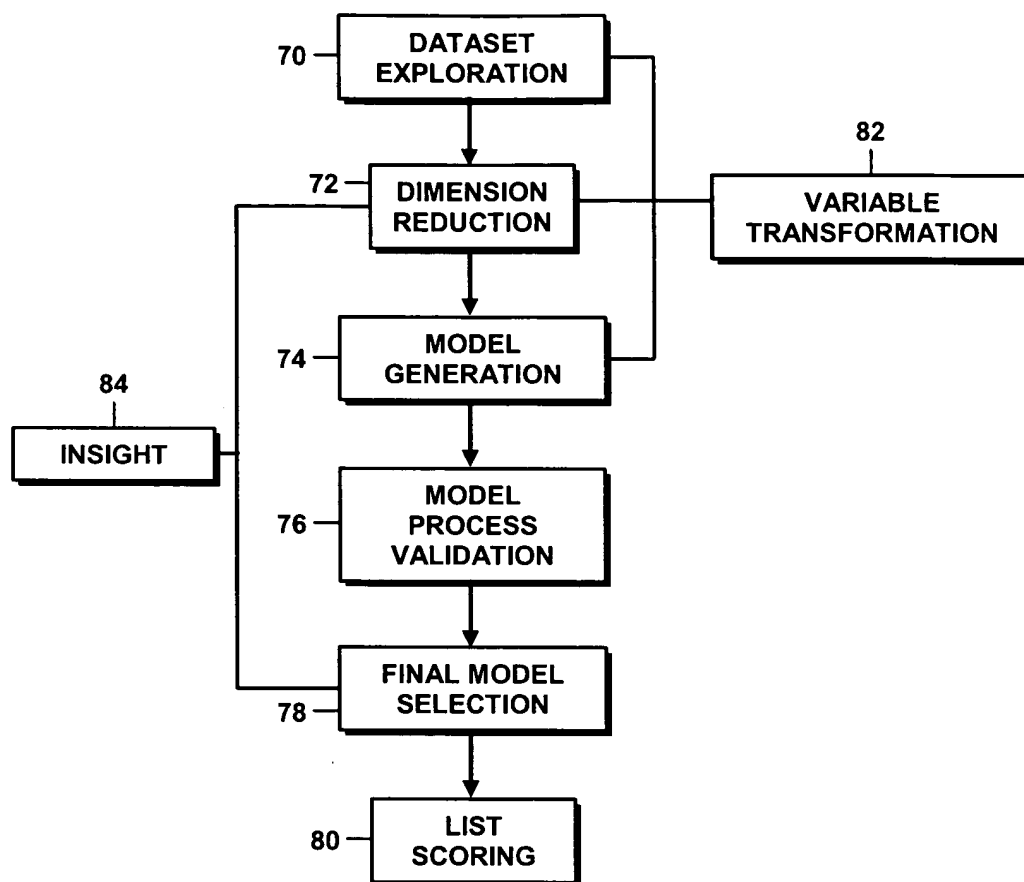 70
DATASET
EXPLORATION
82
72
DIMENSION
REDUCTION
VARIABLE
TRANSFORMATION
74
MODEL
GENERATION
84
INSIGHT
76
MODEL
PROCESS
VALIDATION
FINAL MODEL
SELECTION
78
80
LIST
SCORING